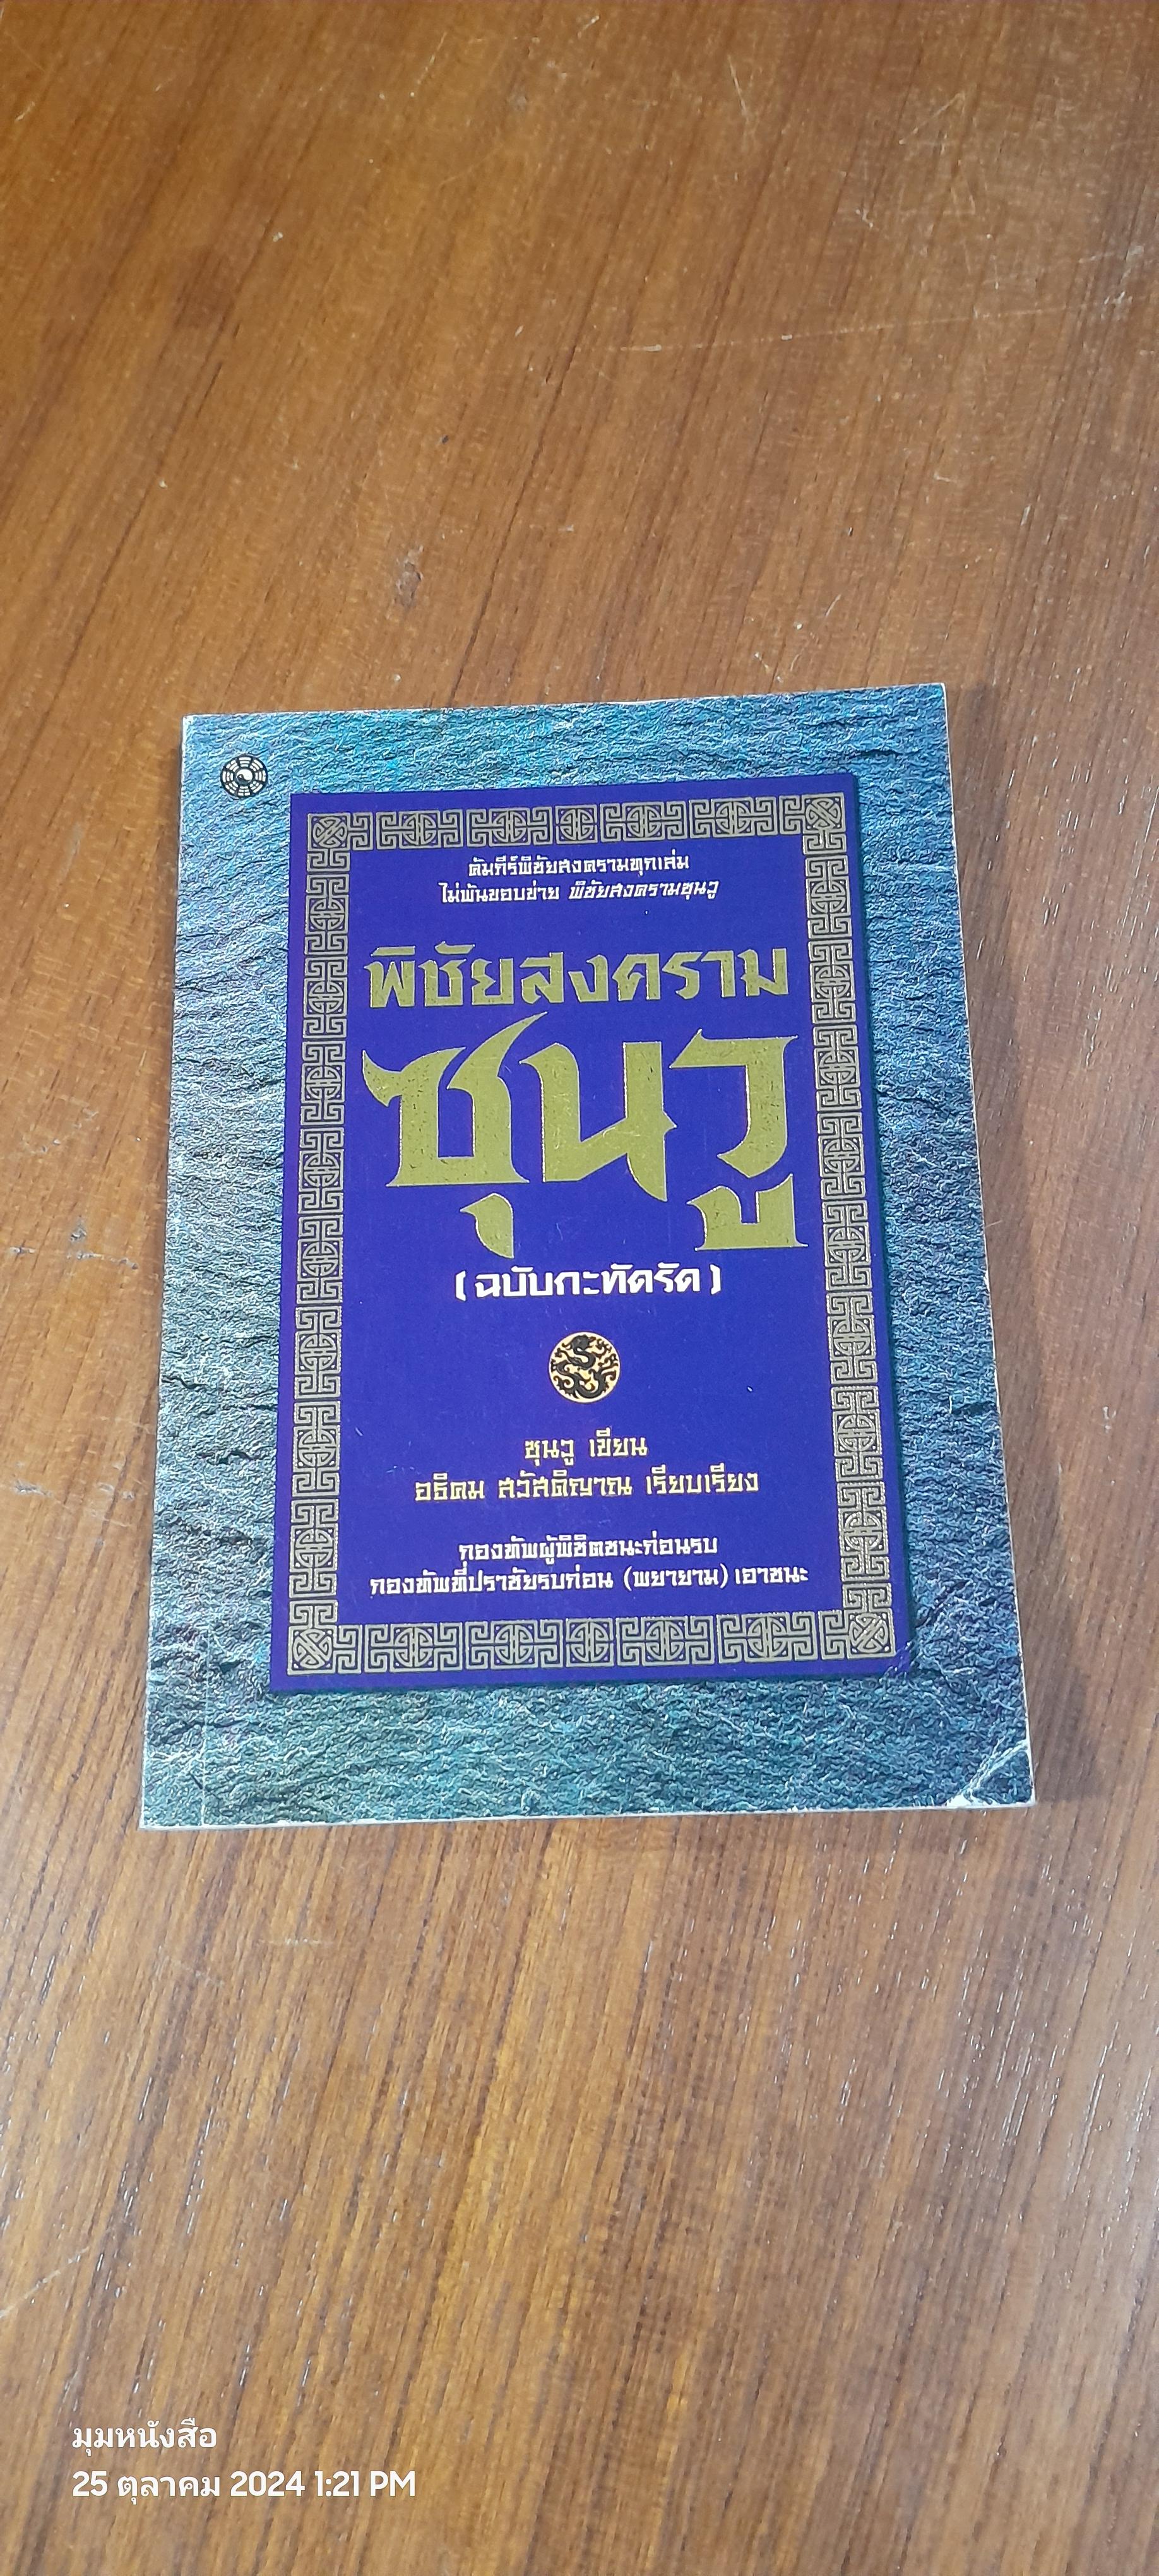 คัมภีร์พิชัยสงครามทุกเล่ม
ไม่พ้นขอบข่าย พิชัยสงครามซุนวู
พิชัยสงคราม
ซุนวู
(ฉบับกะทัดรัด)
ซุนวู เขียน
อธิคม สวัสดิญาณ เรียบเรียง
กองทัพผู้พิชิตชนะก่อนรบ
กองทัพที่ปราชัยรบก่อน (พยายาม) เอาชนะ
มุมหนังสือ
25 ตุลาคม 2024 1:21 PM